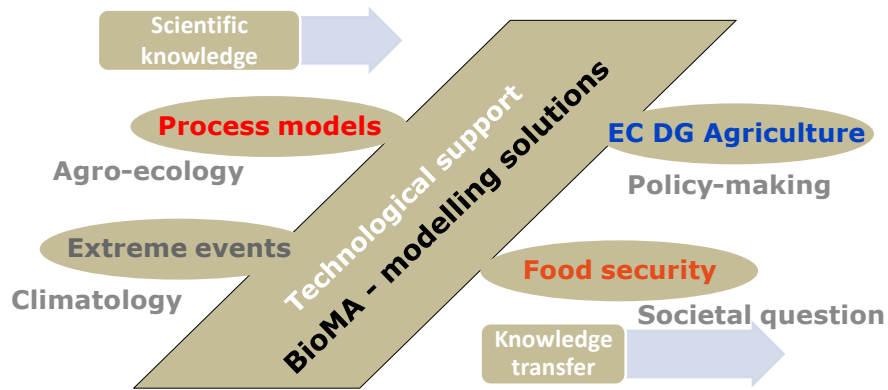 Scientific
knowledge
Process models
Agro-ecology
Extreme events
Climatology
Technological support
BioMA - modelling solutions
EC DG Agriculture
Policy-making
Food security
Societal question
Knowledge
transfer